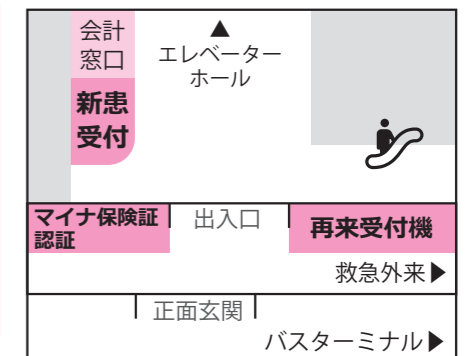 会計
窓口
▲
エレベーター
ホール
新患
受付
マイナ保険証
認証
出入口
再来受付機
救急外来▶
正面玄関
バスターミナル▶